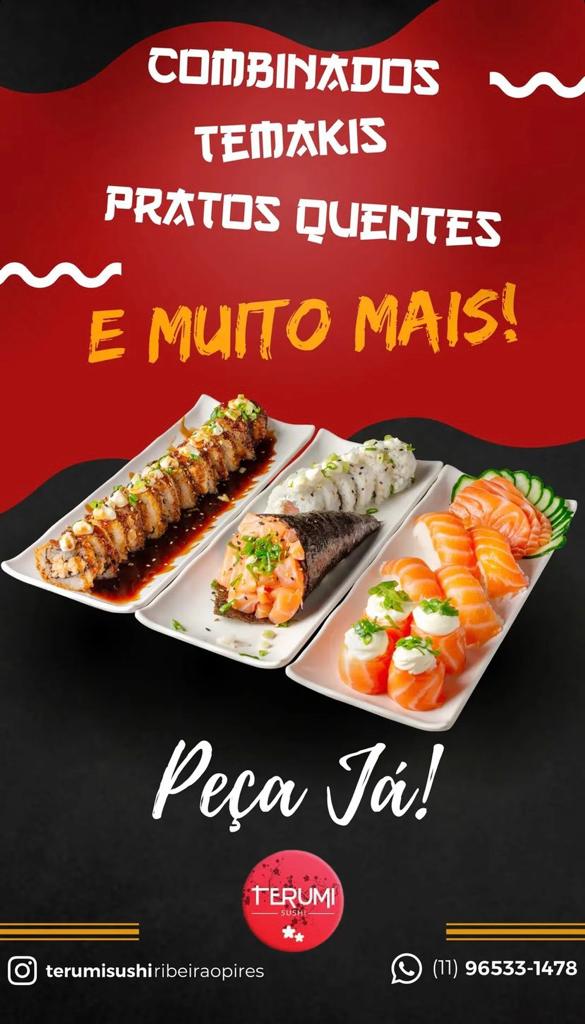 COMBINADOS
TEMAKIS
PRATOS QUENTES
E MUITO MAIS!
Peça Já!
TERUMI
SUSHI
terumisushiribeiraopires
(11) 96533-1478